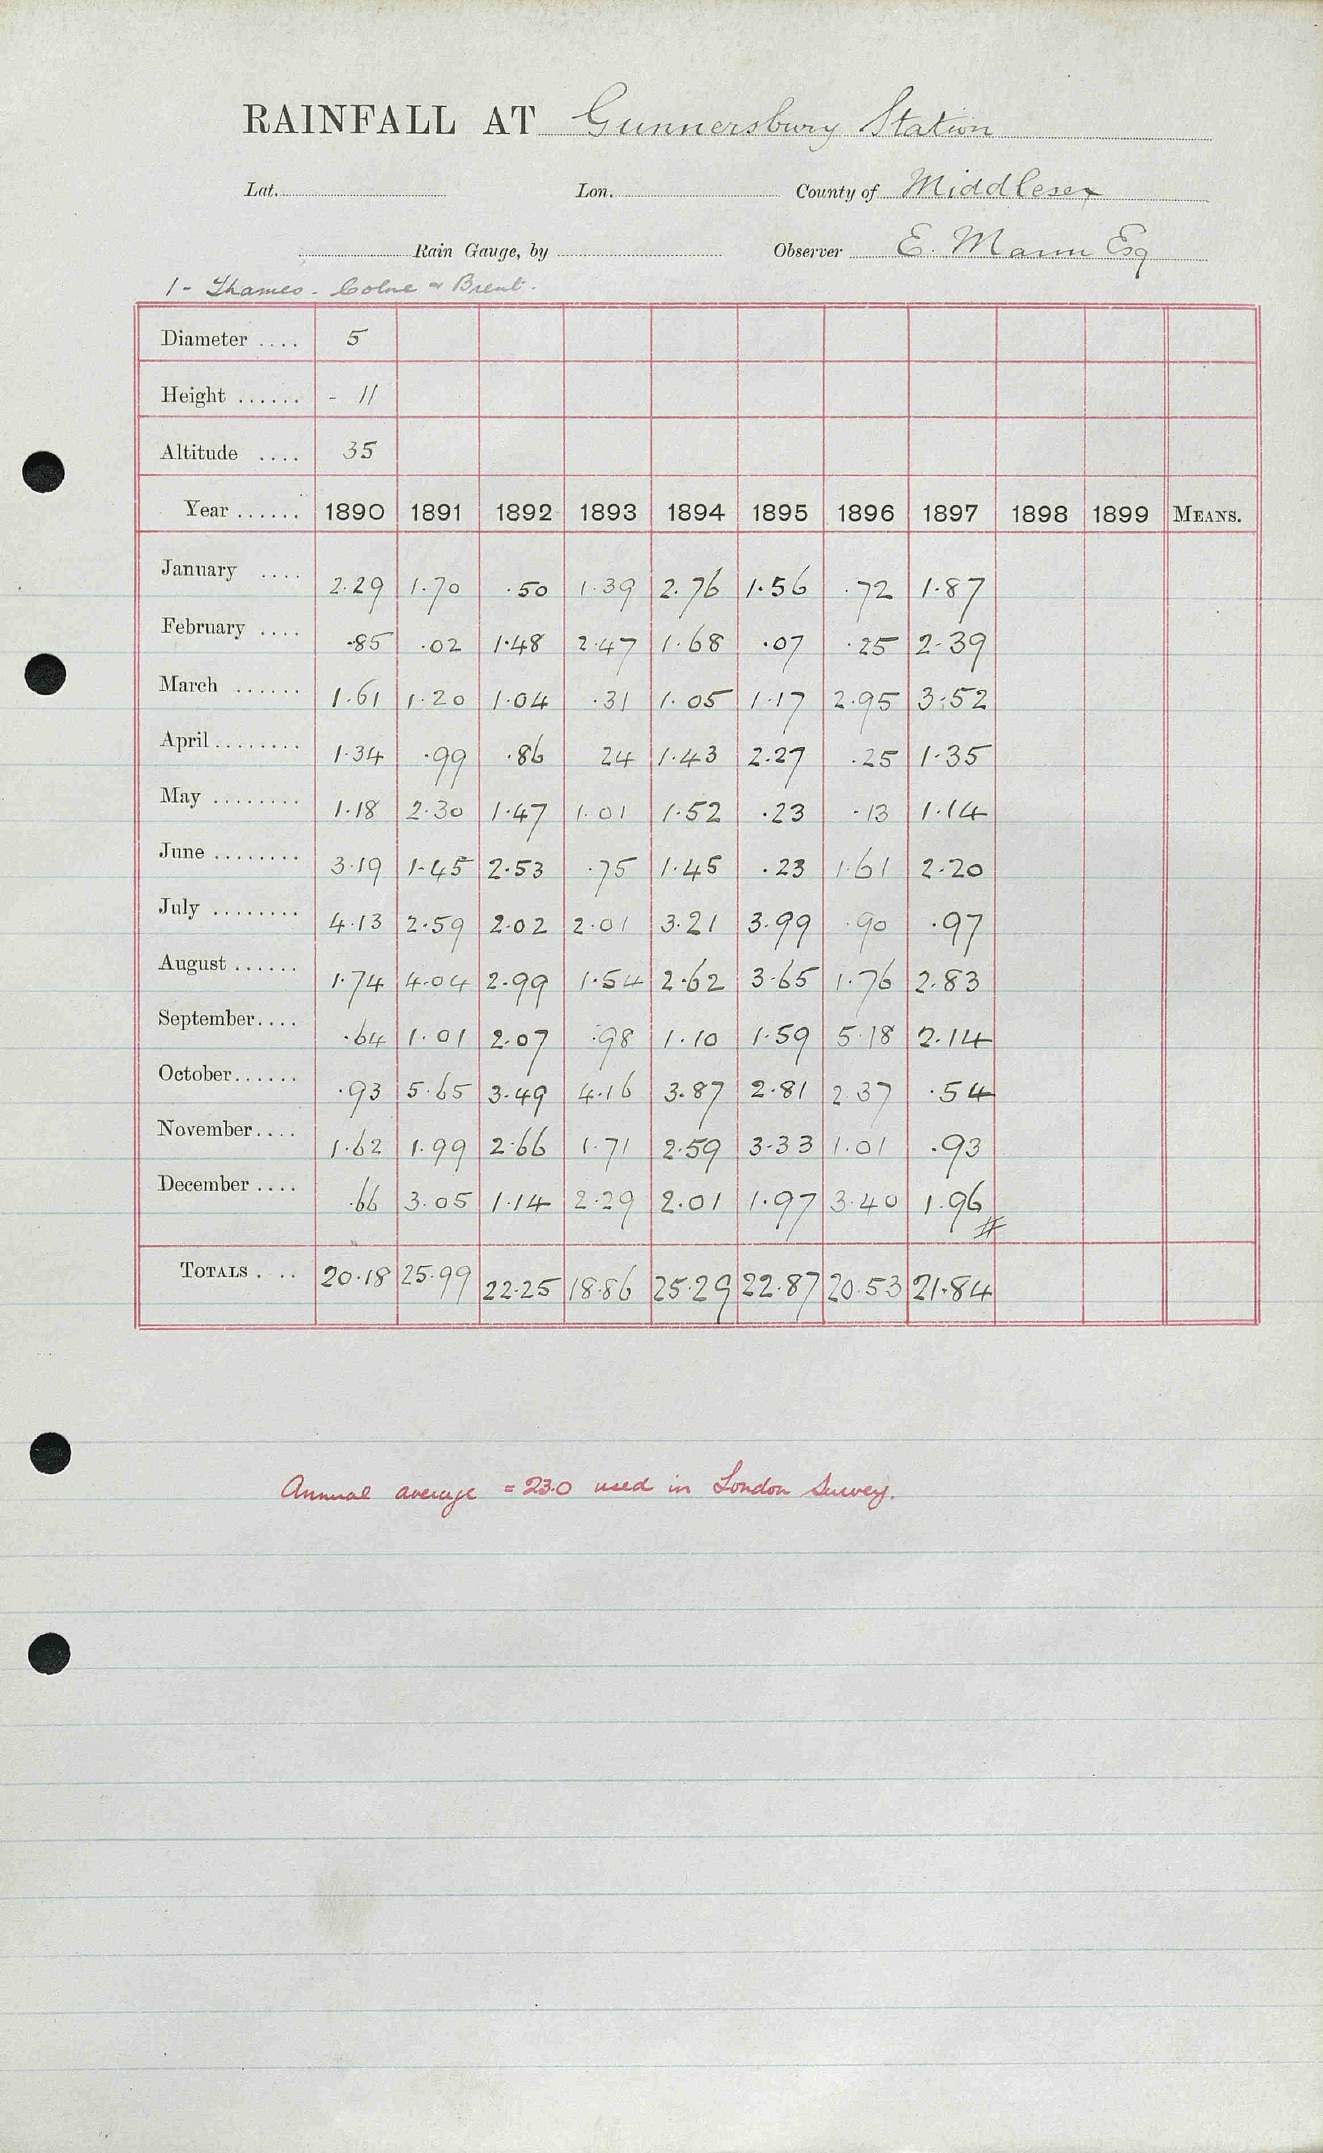 RAINFALL AT Gunnersbury Station
Lat. Lon. County of Middlesex
Rain Gauge, by Observer E. Mann Esq
1 - Thames - Colne & Brent.
Diameter .... 5
Height ...... - 11
Altitude .... 35
Year ...... 1890 1891 1892 1893 1894 1895 1896 1897 1898 1899 MEANS.
January .... 2.29 1.70 .50 1.39 2.76 1.56 .72 1.87
February .... .85 .02 1.48 2.47 1.68 .07 .25 2.39
March ...... 1.61 1.20 1.04 .31 1.05 1.17 2.95 3.52
April ........ 1.34 .99 .86 24 1.43 2.27 .25 1.35
May ........ 1.18 2.30 1.47 1.01 1.52 .23 .13 1.14
June ........ 3.19 1.45 2.53 .75 1.45 .23 1.61 2.20
July ........ 4.13 2.59 2.02 2.01 3.21 3.99 .90 .97
August ...... 1.74 4.04 2.99 1.54 2.62 3.65 1.76 2.83
September .... .64 1.01 2.07 .98 1.10 1.59 5.18 2.14
October ...... .93 5.65 3.49 4.16 3.87 2.81 2.37 .54
November .... 1.62 1.99 2.66 1.71 2.59 3.33 1.01 .93
December .... .66 3.05 1.14 2.29 2.01 1.97 3.40 1.96
#
TOTALS .... 20.18 25.99 22.25 18.86 25.29 22.87 20.53 21.84
Annual average = 23.0 used in London Survey.